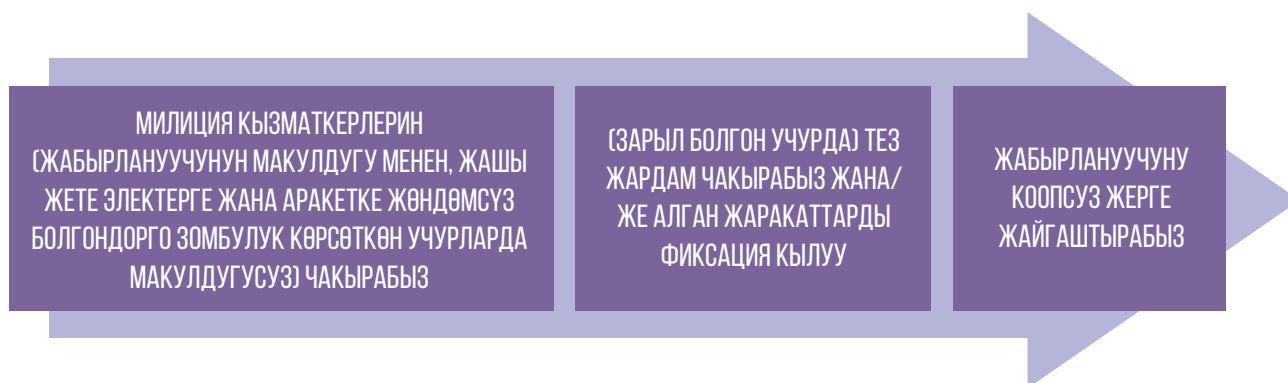 МИЛИЦИЯ КЫЗМАТКЕРЛЕРИН
(ЖАБЫРЛАНУУЧУНУН МАКУЛДУГУ МЕНЕН, ЖАШЫ
ЖЕТЕ ЭЛЕКТЕРГЕ ЖАНА АРАКЕТКЕ ЖӨНДӨМСҮЗ
БОЛГОНДОРГО ЗОМБУЛУК КӨРСӨТКӨН УЧУРЛАРДА
МАКУЛДУГУСУЗ) ЧАКЫРАБЫЗ
(ЗАРЫЛ БОЛГОН УЧУРДА) ТЕЗ
ЖАРДАМ ЧАКЫРАБЫЗ ЖАНА/
ЖЕ АЛГАН ЖАРАКАТТАРДЫ
ФИКСАЦИЯ КЫЛУУ
ЖАБЫРЛАНУУЧУНУ
КООПСУЗ ЖЕРГЕ
ЖАЙГАШТЫРАБЫЗ